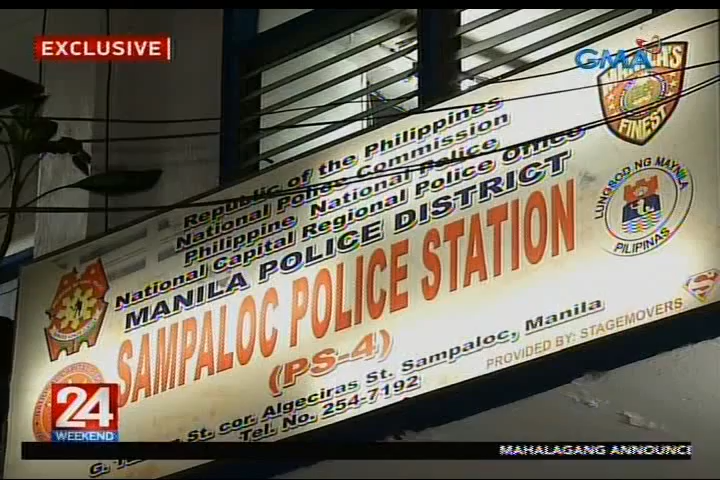 EXCLUSIVE
GMA
FINEST
Republic of the Philippines
National Police Commission
Philippine National Police
National Capital Regional Police Office
MANILA POLICE DISTRICT
SAMPALOC POLICE STATION
(PS-4)
St. cor. Algeciras St. Sampaloc, Manila
Tel. No. 254-7192
LUNGSOD NG MAYNILA
PILIPINAS
PROVIDED BY: STAGEMOVERS
24
WEEKEND
MAHALAGANG ANNOUNCE